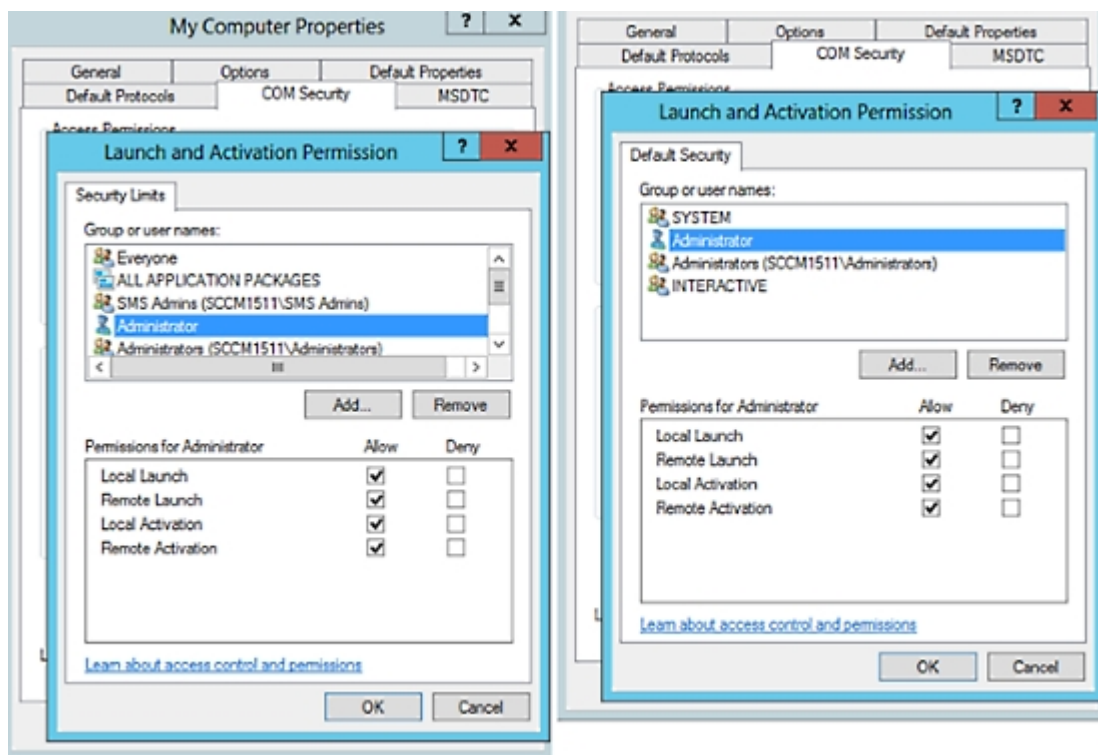 My Computer Properties
? x
General Options Default Properties
Default Protocols COM Security MSDTC
Access Permissions
Launch and Activation Permission
? x
Security Limits
Group or user names:
Everyone
ALL APPLICATION PACKAGES
SMS Admins (SCCM1511\SMS Admins)
Administrator
Administrators (SCCM1511\Administrators)
Add... Remove
Permissions for Administrator Allow Deny
Local Launch
Remote Launch
Local Activation
Remote Activation
Learn about access control and permissions
OK Cancel
General Options Default Properties
Default Protocols COM Security MSDTC
Access Permissions
Launch and Activation Permission
? x
Default Security
Group or user names:
SYSTEM
Administrator
Administrators (SCCM1511\Administrators)
INTERACTIVE
Add... Remove
Permissions for Administrator Allow Deny
Local Launch
Remote Launch
Local Activation
Remote Activation
Learn about access control and permissions
OK Cancel